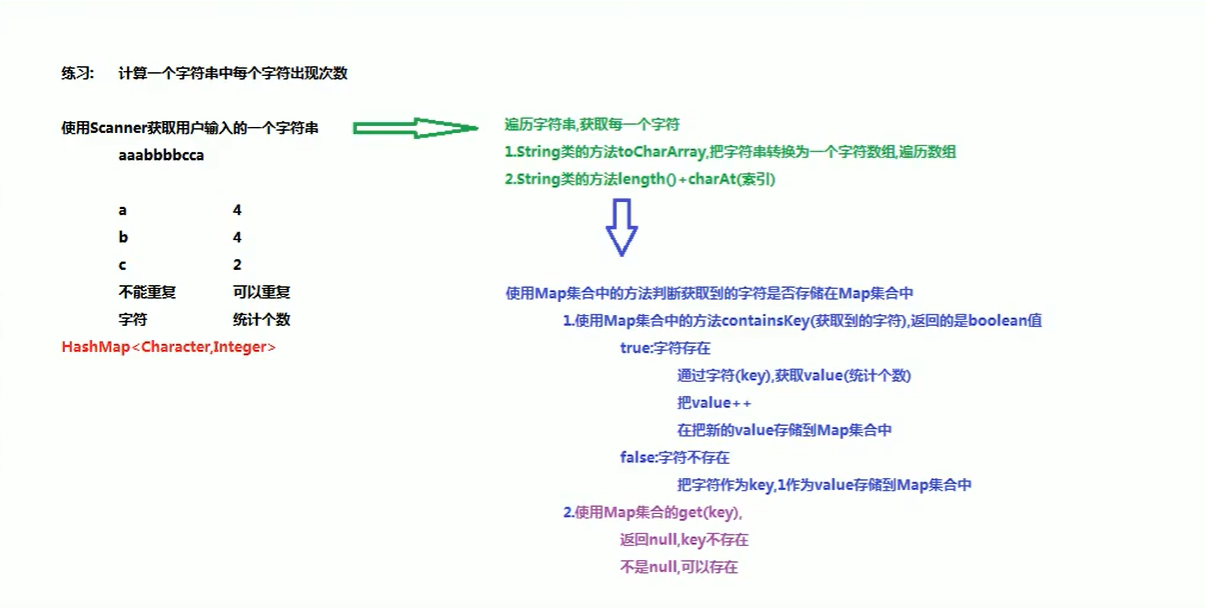 练习: 计算一个字符串中每个字符出现次数
使用Scanner获取用户输入的一个字符串
aaabbbbcca
a 4
b 4
c 2
不能重复 可以重复
字符 统计个数
HashMap<Character,Integer>
遍历字符串,获取每一个字符
1.String类的方法toCharArray,把字符串转换为一个字符数组,遍历数组
2.String类的方法length()+charAt(索引)
使用Map集合中的方法判断获取到的字符是否存储在Map集合中
1.使用Map集合中的方法containsKey(获取到的字符),返回的是boolean值
true:字符存在
通过字符(key),获取value(统计个数)
把value++
在把新的value存储到Map集合中
false:字符不存在
把字符作为key,1作为value存储到Map集合中
2.使用Map集合的get(key),
返回null,key不存在
不是null,可以存在